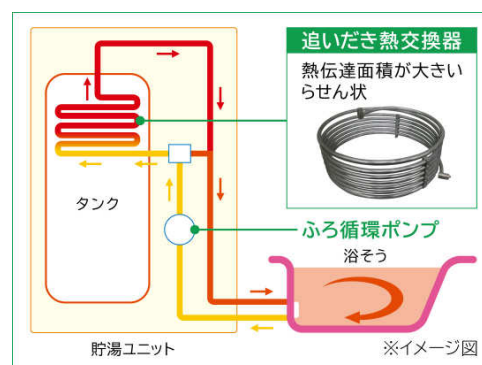 追いだき熱交換器
熱伝達面積が大きい
らせん状
タンク
ふろ循環ポンプ
浴そう
貯湯ユニット
※イメージ図